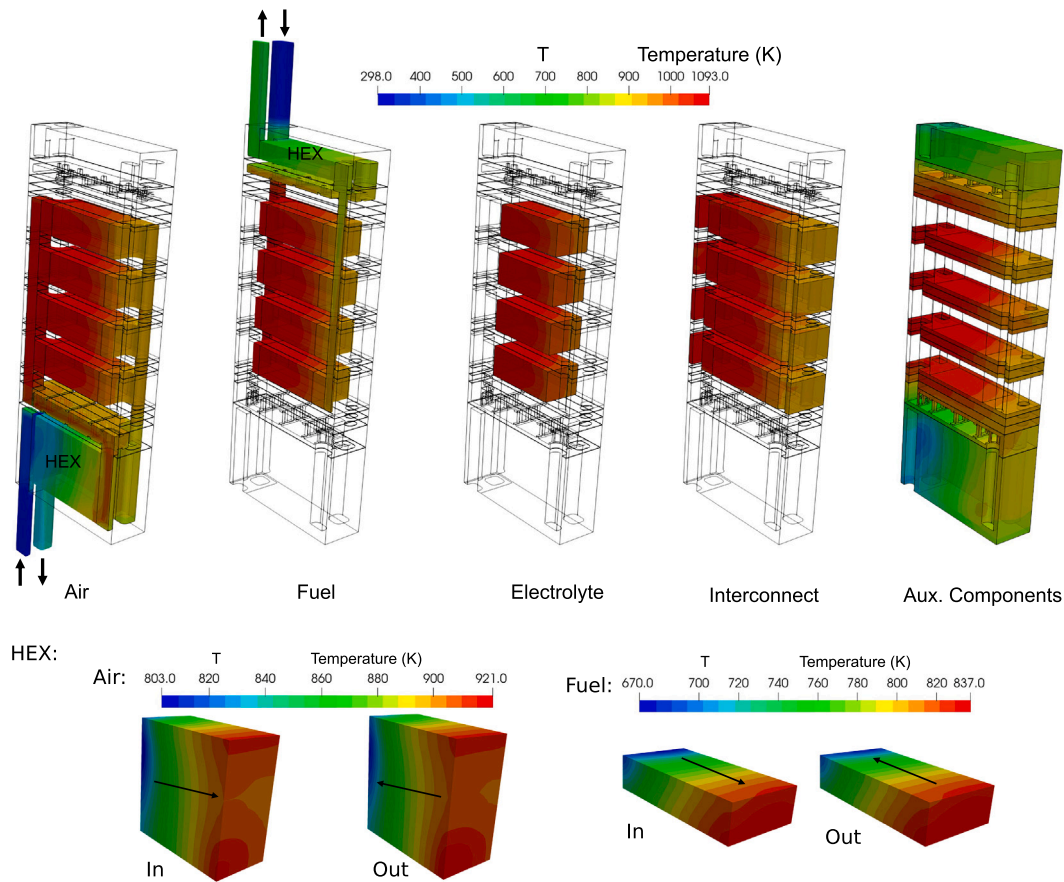 T Temperature (K)
298.0 400 500 600 700 800 900 1000 1093.0
HEX
HEX
Air Fuel Electrolyte Interconnect Aux. Components
HEX:
T Temperature (K)
Air: 803.0 820 840 860 880 900 921.0
T Temperature (K)
Fuel: 670.0 700 720 740 760 780 800 820 837.0
In Out
In Out